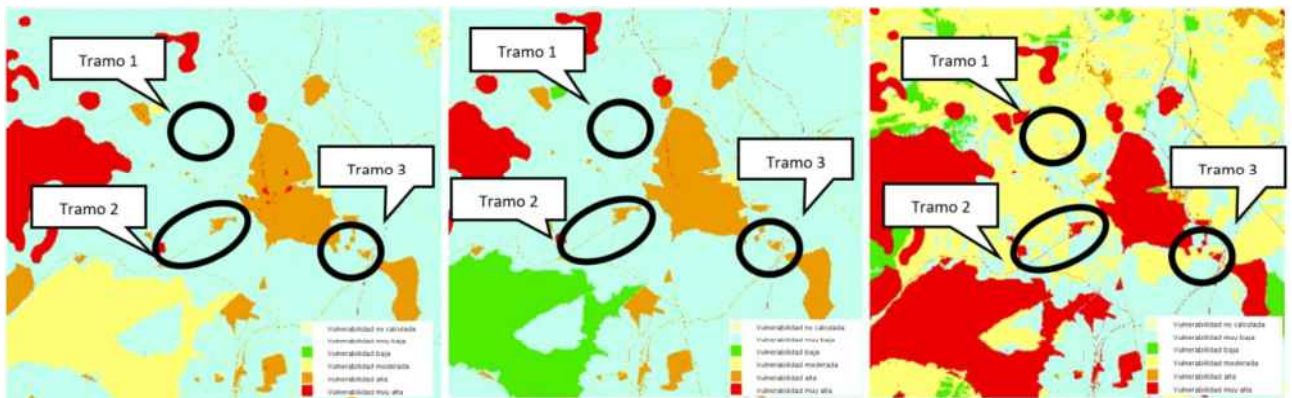 Tramo 1
Tramo 3
Tramo 2
Vulnerabilidad no calculada
Vulnerabilidad muy baja
Vulnerabilidad baja
Vulnerabilidad moderada
Vulnerabilidad alta
Vulnerabilidad muy alta
Tramo 1
Tramo 3
Tramo 2
Vulnerabilidad no calculada
Vulnerabilidad muy baja
Vulnerabilidad baja
Vulnerabilidad moderada
Vulnerabilidad alta
Vulnerabilidad muy alta
Tramo 1
Tramo 3
Tramo 2
Vulnerabilidad no calculada
Vulnerabilidad muy baja
Vulnerabilidad baja
Vulnerabilidad moderada
Vulnerabilidad alta
Vulnerabilidad muy alta